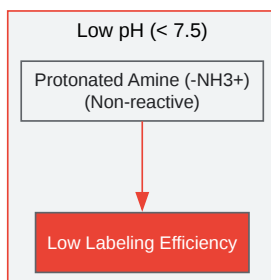 Low pH (< 7.5)
Protonated Amine (-NH3+)
(Non-reactive)
Low Labeling Efficiency